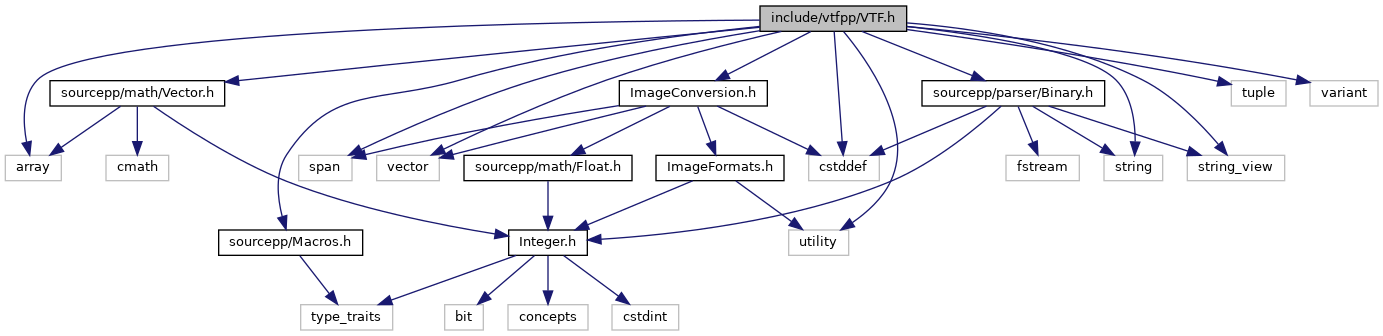 include/vtfpp/VTF.h
sourcepp/math/Vector.h
ImageConversion.h
sourcepp/parser/Binary.h
tuple
variant
array
cmath
span
vector
sourcepp/math/Float.h
ImageFormats.h
cstddef
fstream
string
string_view
sourcepp/Macros.h
Integer.h
utility
type_traits
bit
concepts
cstdint